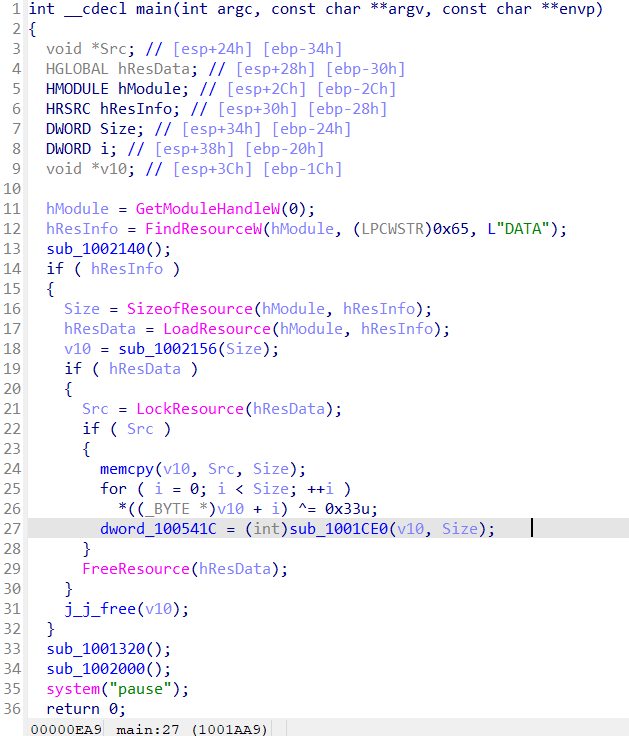 1 int __cdecl main(int argc, const char **argv, const char **envp)
2 {
3 void *Src; // [esp+24h] [ebp-34h]
4 HGLOBAL hResData; // [esp+28h] [ebp-30h]
5 HMODULE hModule; // [esp+2Ch] [ebp-2Ch]
6 HRSRC hResInfo; // [esp+30h] [ebp-28h]
7 DWORD Size; // [esp+34h] [ebp-24h]
8 DWORD i; // [esp+38h] [ebp-20h]
9 void *v10; // [esp+3Ch] [ebp-1Ch]
10
11 hModule = GetModuleHandleW(0);
12 hResInfo = FindResourceW(hModule, (LPCWSTR)0x65, L"DATA");
13 sub_1002140();
14 if ( hResInfo )
15 {
16 Size = SizeofResource(hModule, hResInfo);
17 hResData = LoadResource(hModule, hResInfo);
18 v10 = sub_1002156(Size);
19 if ( hResData )
20 {
21 Src = LockResource(hResData);
22 if ( Src )
23 {
24 memcpy(v10, Src, Size);
25 for ( i = 0; i < Size; ++i )
26 *((_BYTE *)v10 + i) ^= 0x33u;
27 dword_100541C = (int)sub_1001CE0(v10, Size);
28 }
29 FreeResource(hResData);
30 }
31 j_j_free(v10);
32 }
33 sub_1001320();
34 sub_1002000();
35 system("pause");
36 return 0;
00000EA9 main:27 (1001AA9)